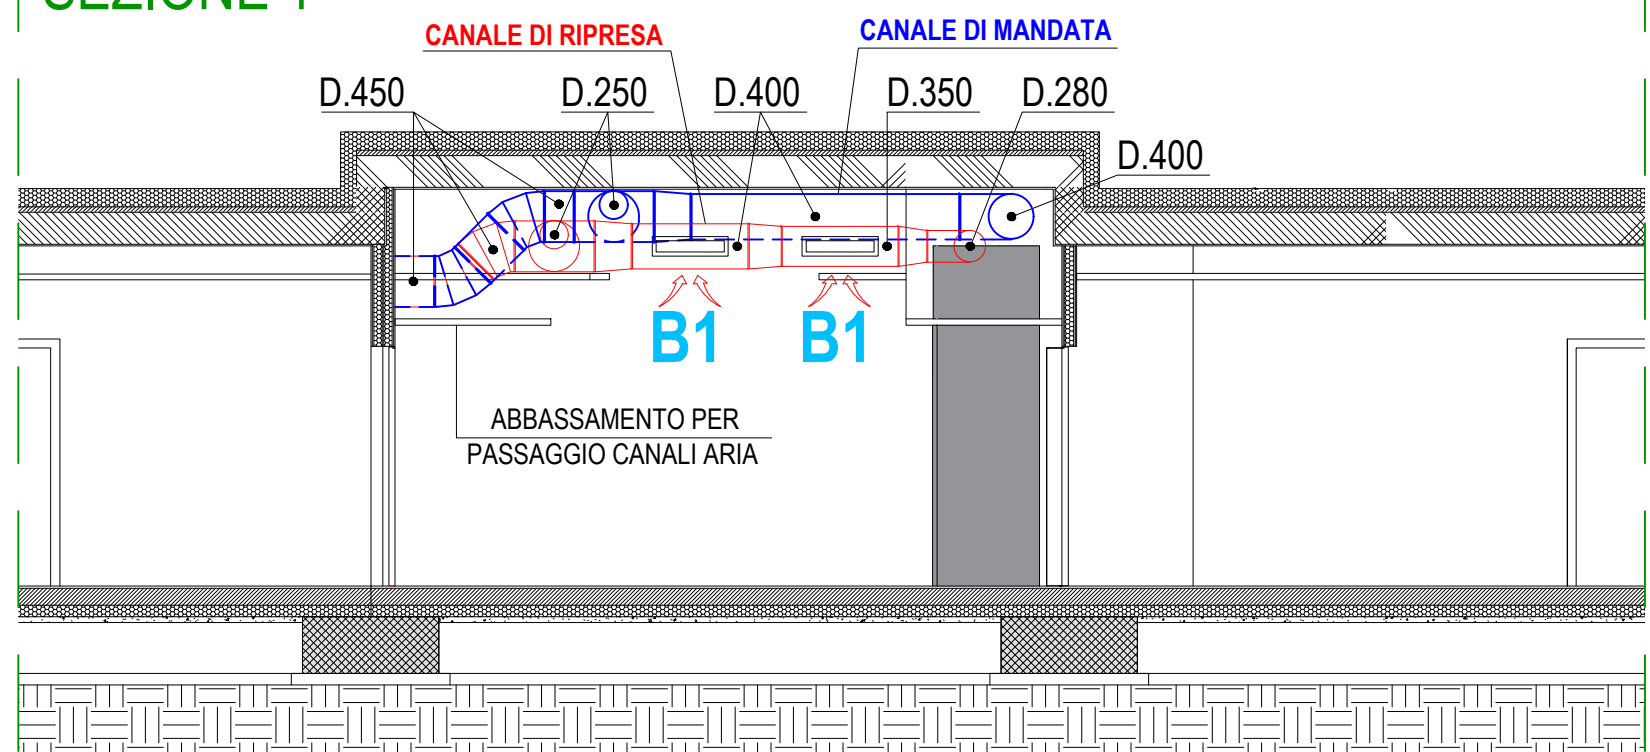 CANALE DI RIPRESA
CANALE DI MANDATA
D.450
D.250
D.400
D.350
D.280
D.400
B1
B1
ABBASSAMENTO PER
PASSAGGIO CANALI ARIA